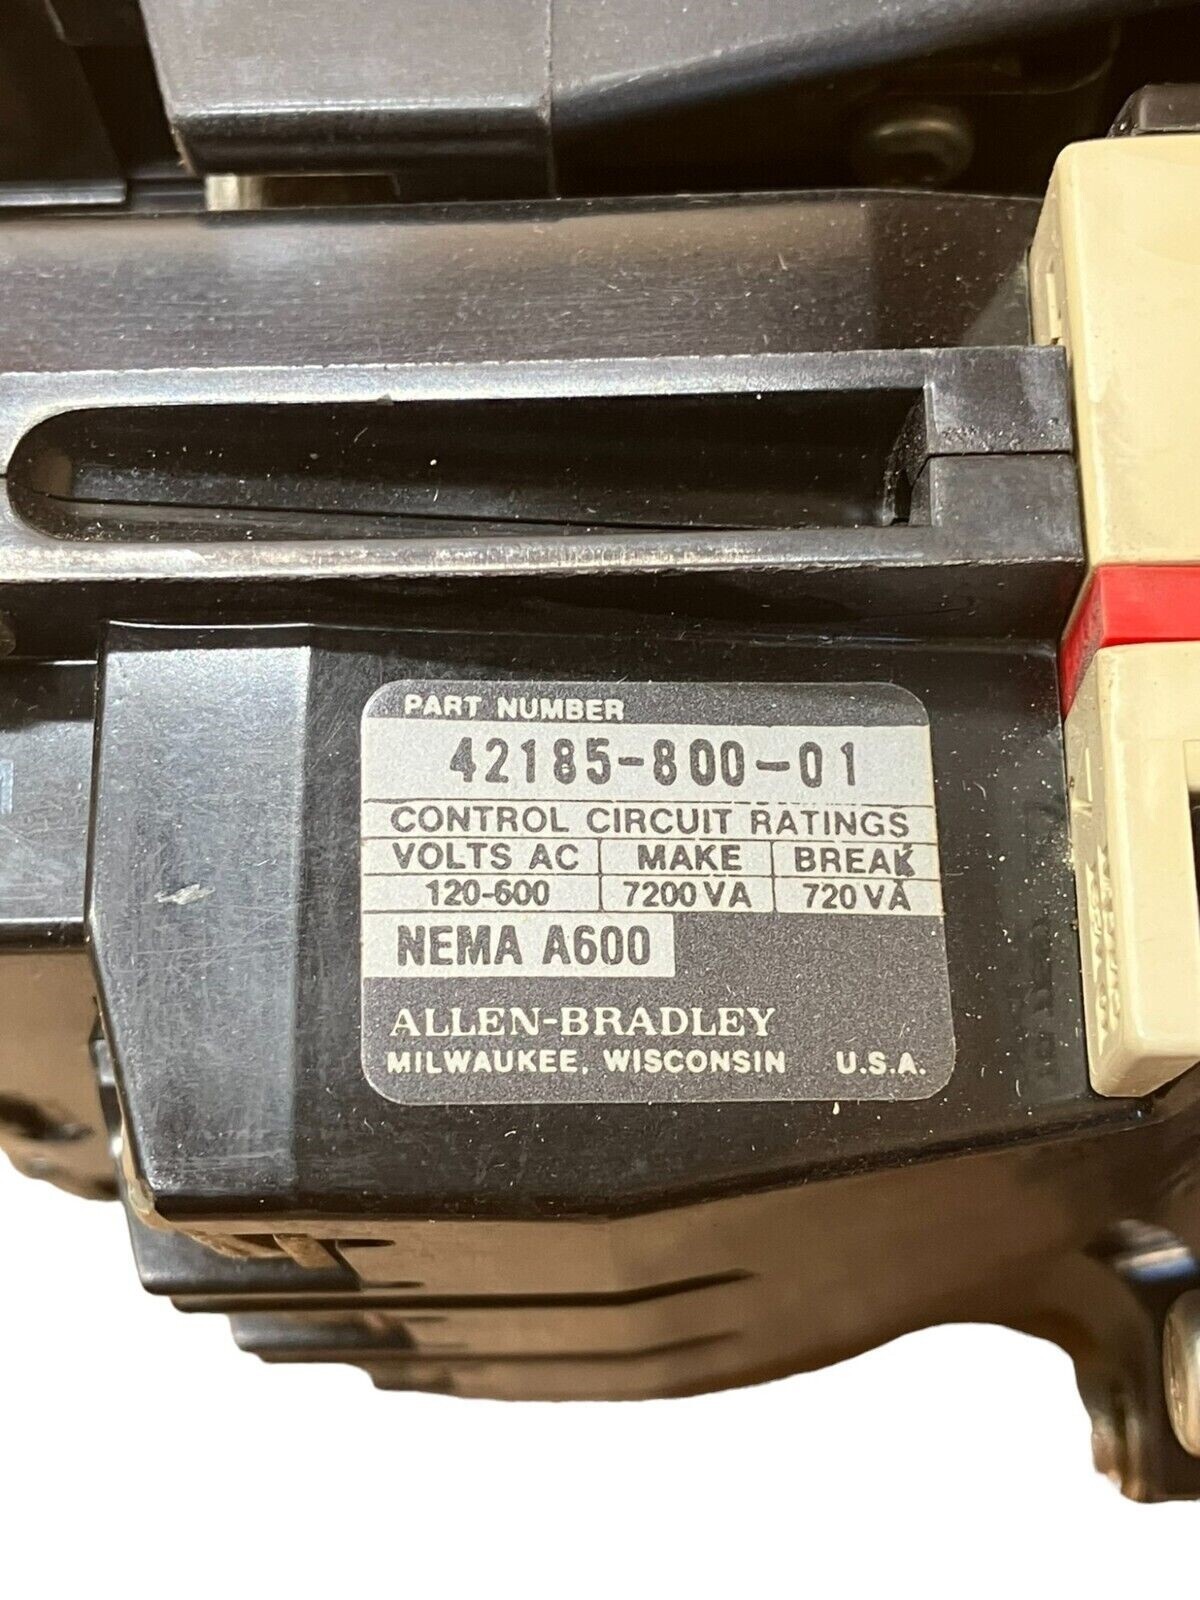 PART NUMBER
42185-800-01
CONTROL CIRCUIT RATINGS
VOLTS AC MAKE BREAK
120-600 7200 VA 720 VA
NEMA A600
ALLEN-BRADLEY
MILWAUKEE, WISCONSIN U.S.A.